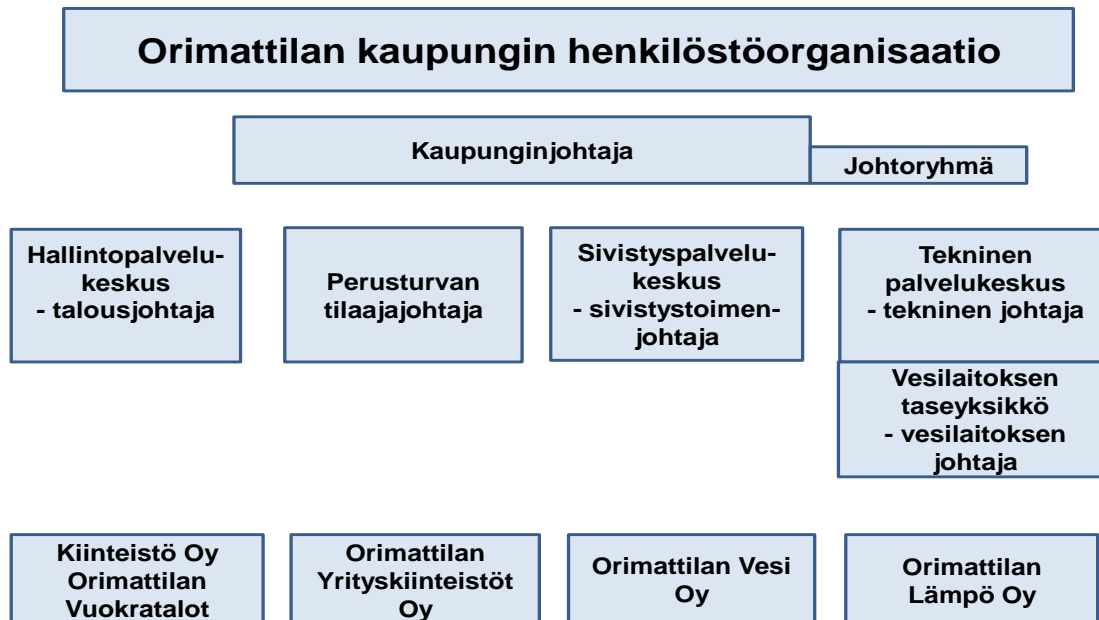 Orimattilan kaupungin henkilöstöorganisaatio
Kaupunginjohtaja
Johtoryhmä
Hallintopalvelu-
keskus
- talousjohtaja
Perusturvan
tilaajajohtaja
Sivistyspalvelu-
keskus
- sivistystoimen-
johtaja
Tekninen
palvelukeskus
- tekninen johtaja
Vesilaitoksen
taseyksikkö
- vesilaitoksen
johtaja
Kiinteistö Oy
Orimattilan
Vuokratalot
Orimattilan
Yrityskiinteistöt
Oy
Orimattilan Vesi
Oy
Orimattilan
Lämpö Oy